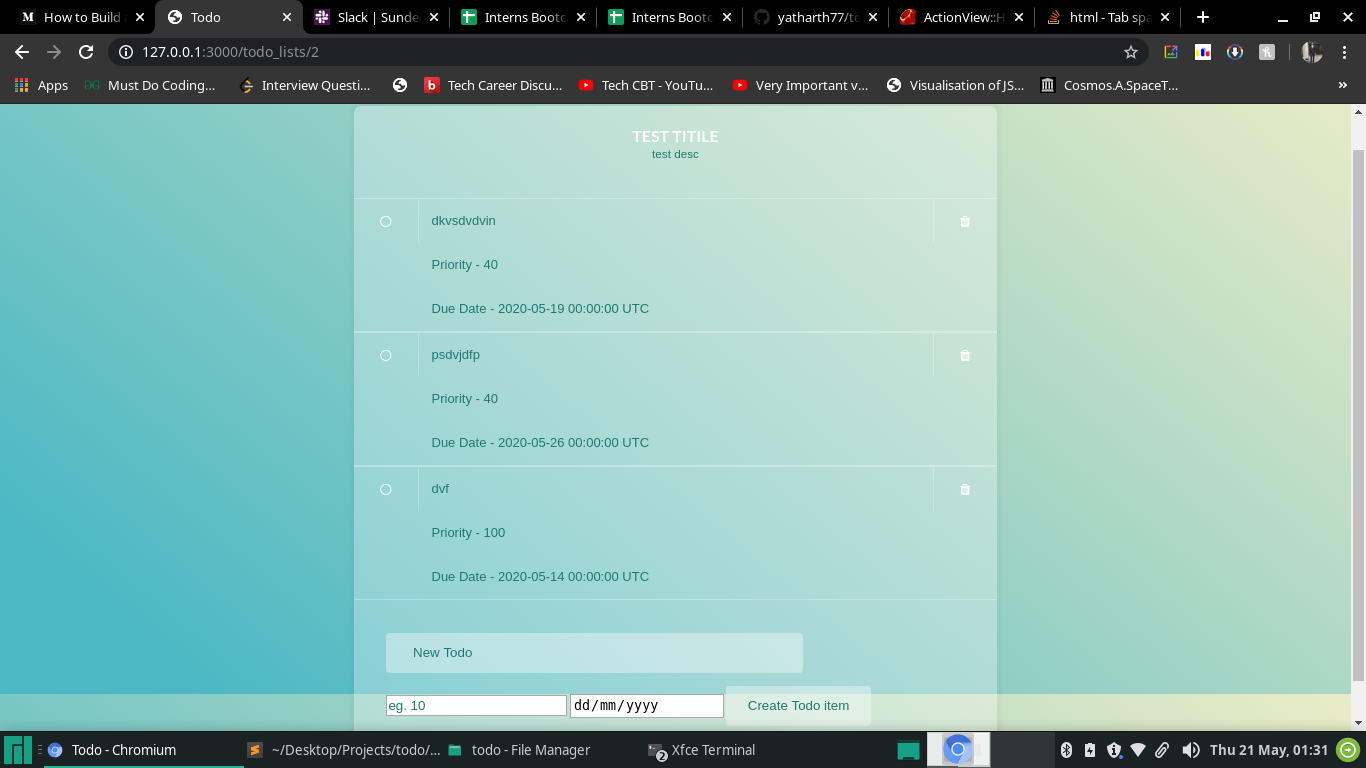 How to Build
Todo
Slack | Sunde
Interns Bootc
Interns Bootc
yatharth77/to
ActionView::H
html - Tab spa
127.0.0.1:3000/todo_lists/2
Apps
Must Do Coding...
Interview Questi...
Tech Career Discu...
Tech CBT - YouTu...
Very Important v...
Visualisation of JS...
Cosmos.A.SpaceT...
»
TEST TITILE
test desc
dkvsdvdvin
Priority - 40
Due Date - 2020-05-19 00:00:00 UTC
psdvjdfp
Priority - 40
Due Date - 2020-05-26 00:00:00 UTC
dvf
Priority - 100
Due Date - 2020-05-14 00:00:00 UTC
New Todo
eg. 10
dd/mm/yyyy
Create Todo item
Todo - Chromium
~/Desktop/Projects/todo/...
todo - File Manager
2
Xfce Terminal
Thu 21 May, 01:31